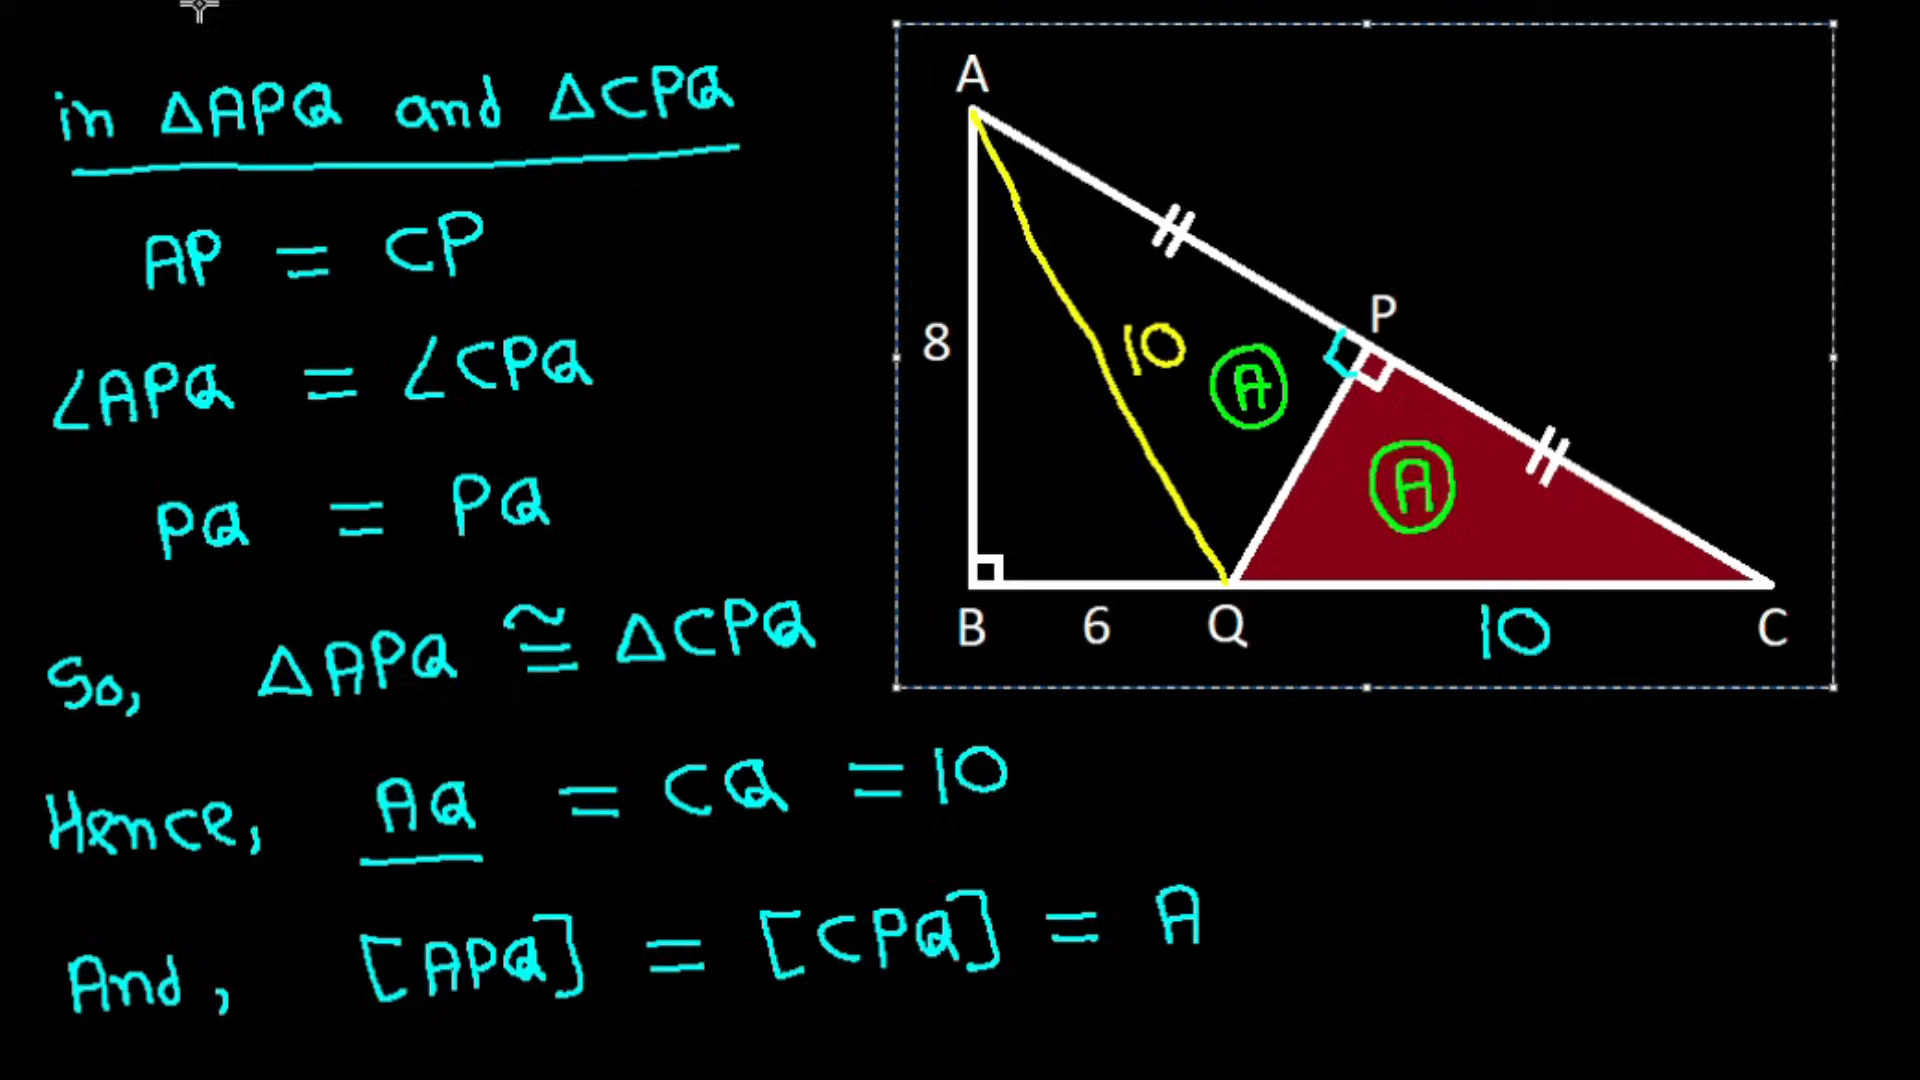 in ΔAPQ and ΔCPQ
AP = CP
∠APQ = ∠CPQ
PQ = PQ
So, ΔAPQ ≅ ΔCPQ
Hence, AQ = CQ = 10
And, [APQ] = [CPQ] = A
A
P
10
A
8
A
B 6 Q 10 C